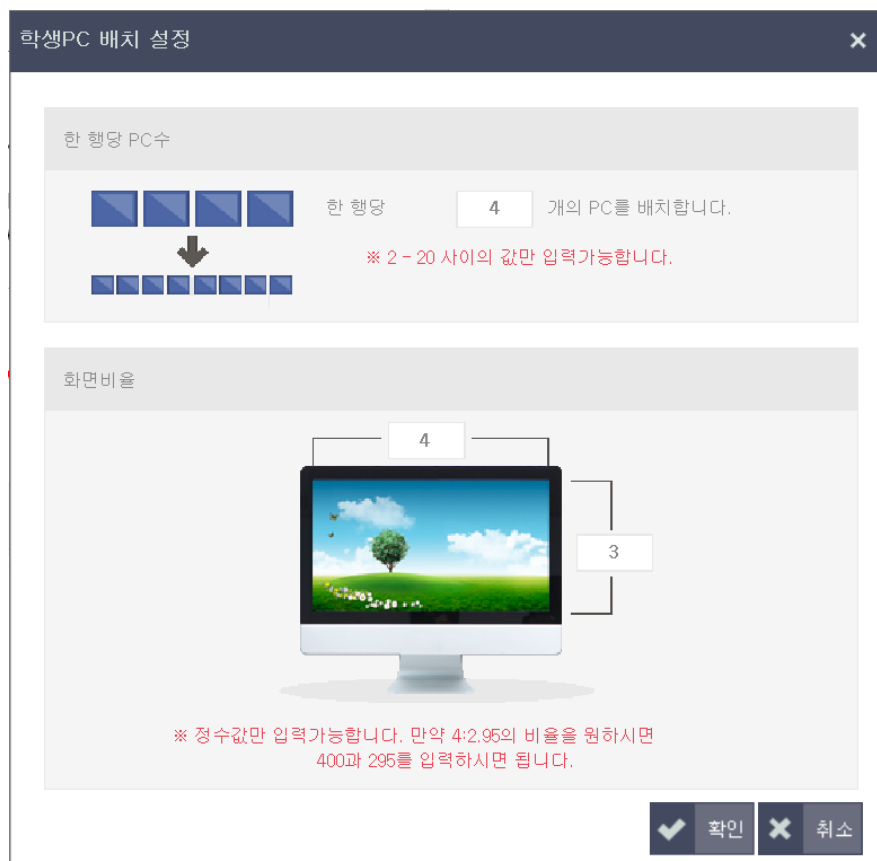 학생PC 배치 설정
한 행당 PC수
한 행당 4 개의 PC를 배치합니다.
※ 2 - 20 사이의 값만 입력가능합니다.
화면비율
4
3
※ 정수값만 입력가능합니다. 만약 4:2.95의 비율을 원하시면
400과 295를 입력하시면 됩니다.
확인 취소